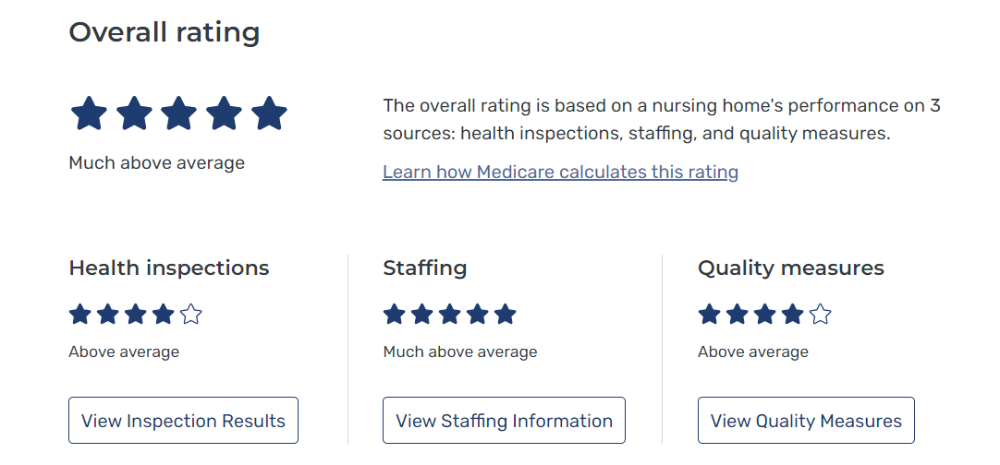 Overall rating
Much above average
The overall rating is based on a nursing home's performance on 3
sources: health inspections, staffing, and quality measures.
Learn how Medicare calculates this rating
Health inspections
Above average
View Inspection Results
Staffing
Much above average
View Staffing Information
Quality measures
Above average
View Quality Measures